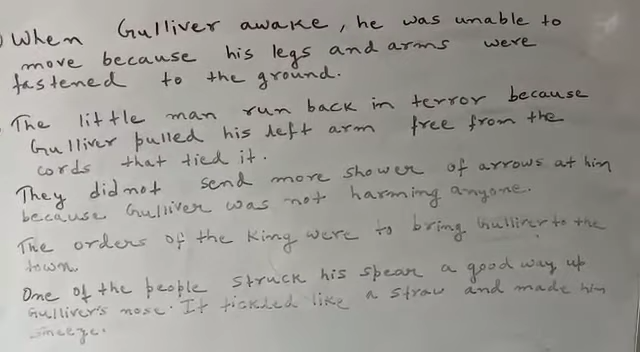 When Gulliver awake, he was unable to
move because his legs and arms were
fastened to the ground.
The little man run back in terror because
Gulliver pulled his left arm free from the
cords that tied it.
They did not send more shower of arrows at him
because Gulliver was not harming anyone.
The orders of the King were to bring Gulliver to the
town.
One of the people struck his spear a good way up
Gulliver's nose. It tickled like a straw and made him
sneeze.